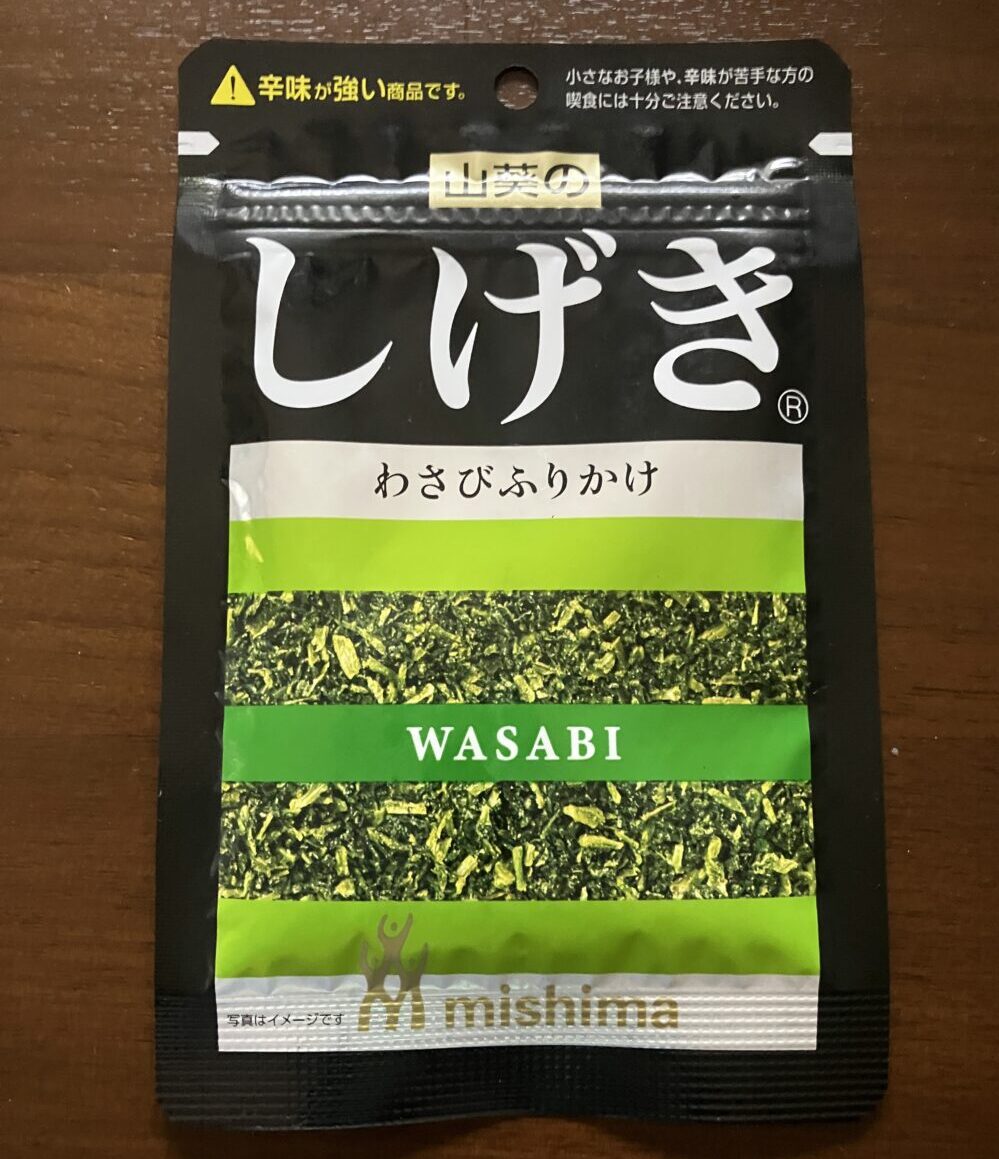 辛味が強い商品です。
小さなお子様や、辛味が苦手な方の
喫食には十分ご注意ください。
山葵の
しげき®
わさびふりかけ
WASABI
写真はイメージです
mishima